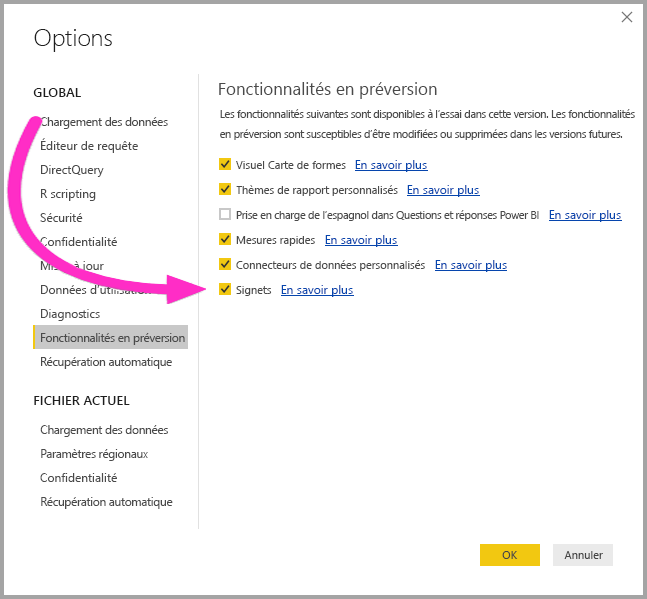 Options
GLOBAL
Chargement des données
Éditeur de requête
DirectQuery
R scripting
Sécurité
Confidentialité
Mise à jour
Données d'utilisation
Diagnostics
Fonctionnalités en préversion
Récupération automatique
FICHIER ACTUEL
Chargement des données
Paramètres régionaux
Confidentialité
Récupération automatique
Fonctionnalités en préversion
Les fonctionnalités suivantes sont disponibles à l'essai dans cette version. Les fonctionnalités
en préversion sont susceptibles d'être modifiées ou supprimées dans les versions futures.
Visuel Carte de formes En savoir plus
Thèmes de rapport personnalisés En savoir plus
Prise en charge de l'espagnol dans Questions et réponses Power BI En savoir plus
Mesures rapides En savoir plus
Connecteurs de données personnalisés En savoir plus
Signets En savoir plus
OK Annuler